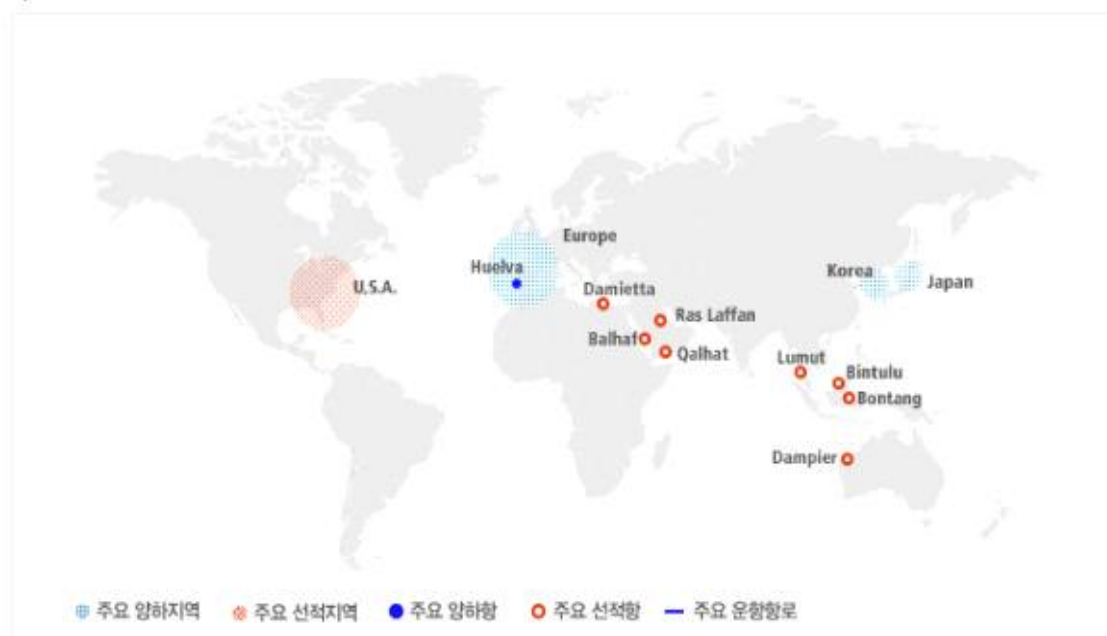 Europe
Huelva
Korea
U.S.A.
Damietta
Japan
Ras Laffan
Balhaf
Qalhat
Lumut
Bintulu
Bontang
Dampier
주요 양하지역 주요 선적지역 주요 양하항 주요 선적항 주요 운항항로